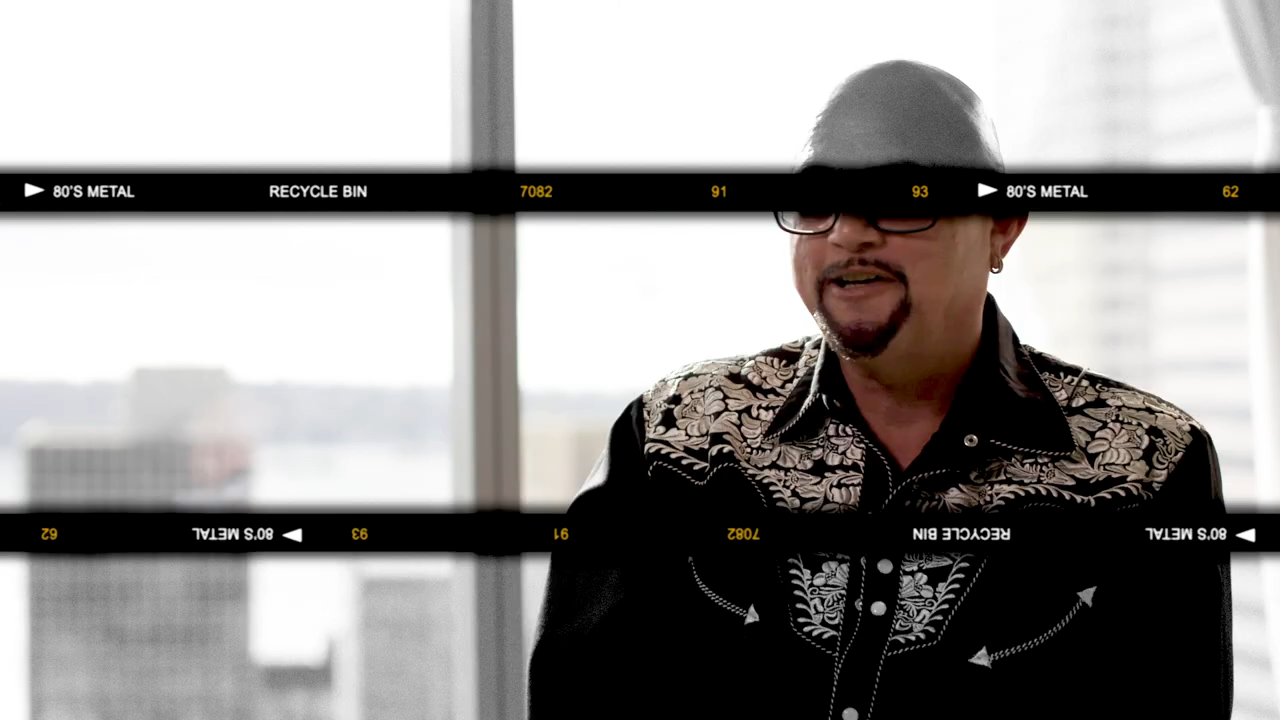 ▶ 80'S METAL RECYCLE BIN 7082 91 93 ▶ 80'S METAL 62
62 80'S METAL ▶ 93 91 7082 RECYCLE BIN 80'S METAL ▶